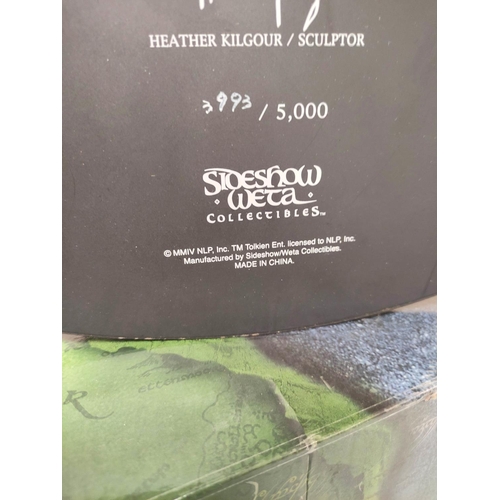 HEATHER KILGOUR / SCULPTOR
3993 / 5,000
SIDESHOW
WETA
COLLECTIBLES™
© MMIV NLP, Inc. TM Tolkien Ent. licensed to NLP, Inc.
Manufactured by Sideshow/Weta Collectibles.
MADE IN CHINA.
R